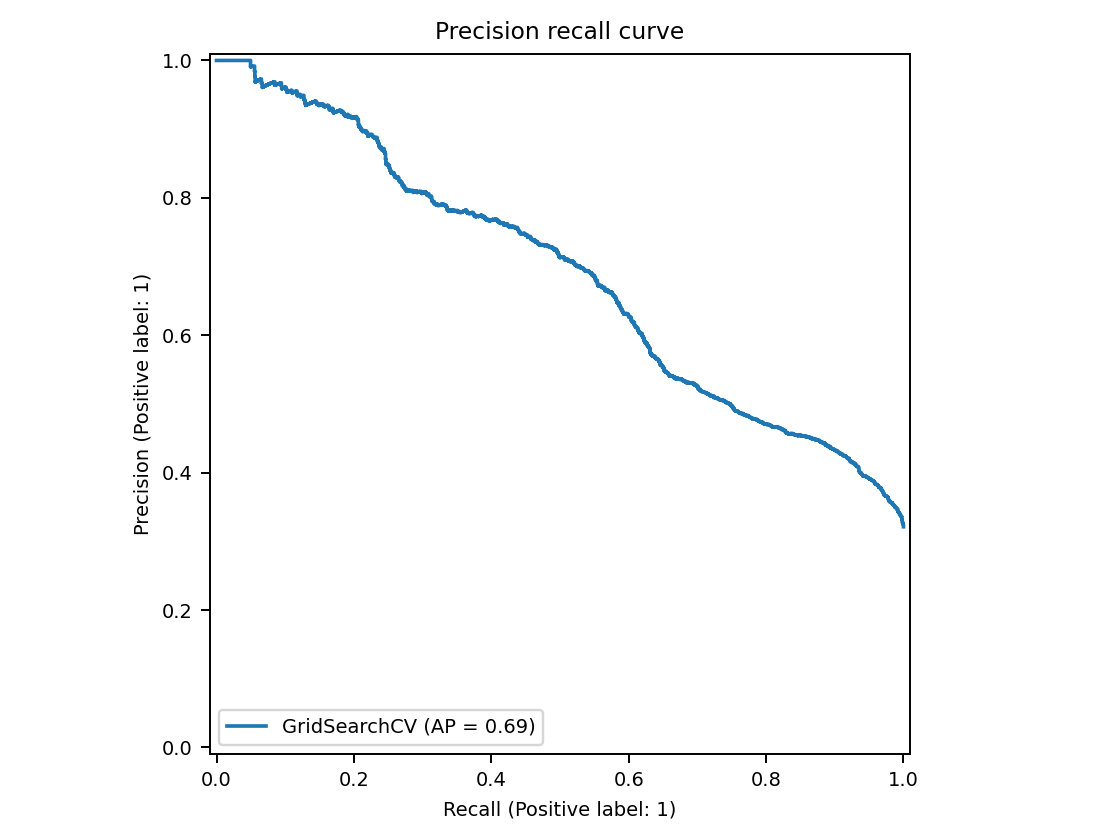 Precision recall curve
1.0
0.8
0.6
0.4
0.2
0.0
Precision (Positive label: 1)
GridSearchCV (AP = 0.69)
0.0 0.2 0.4 0.6 0.8 1.0
Recall (Positive label: 1)